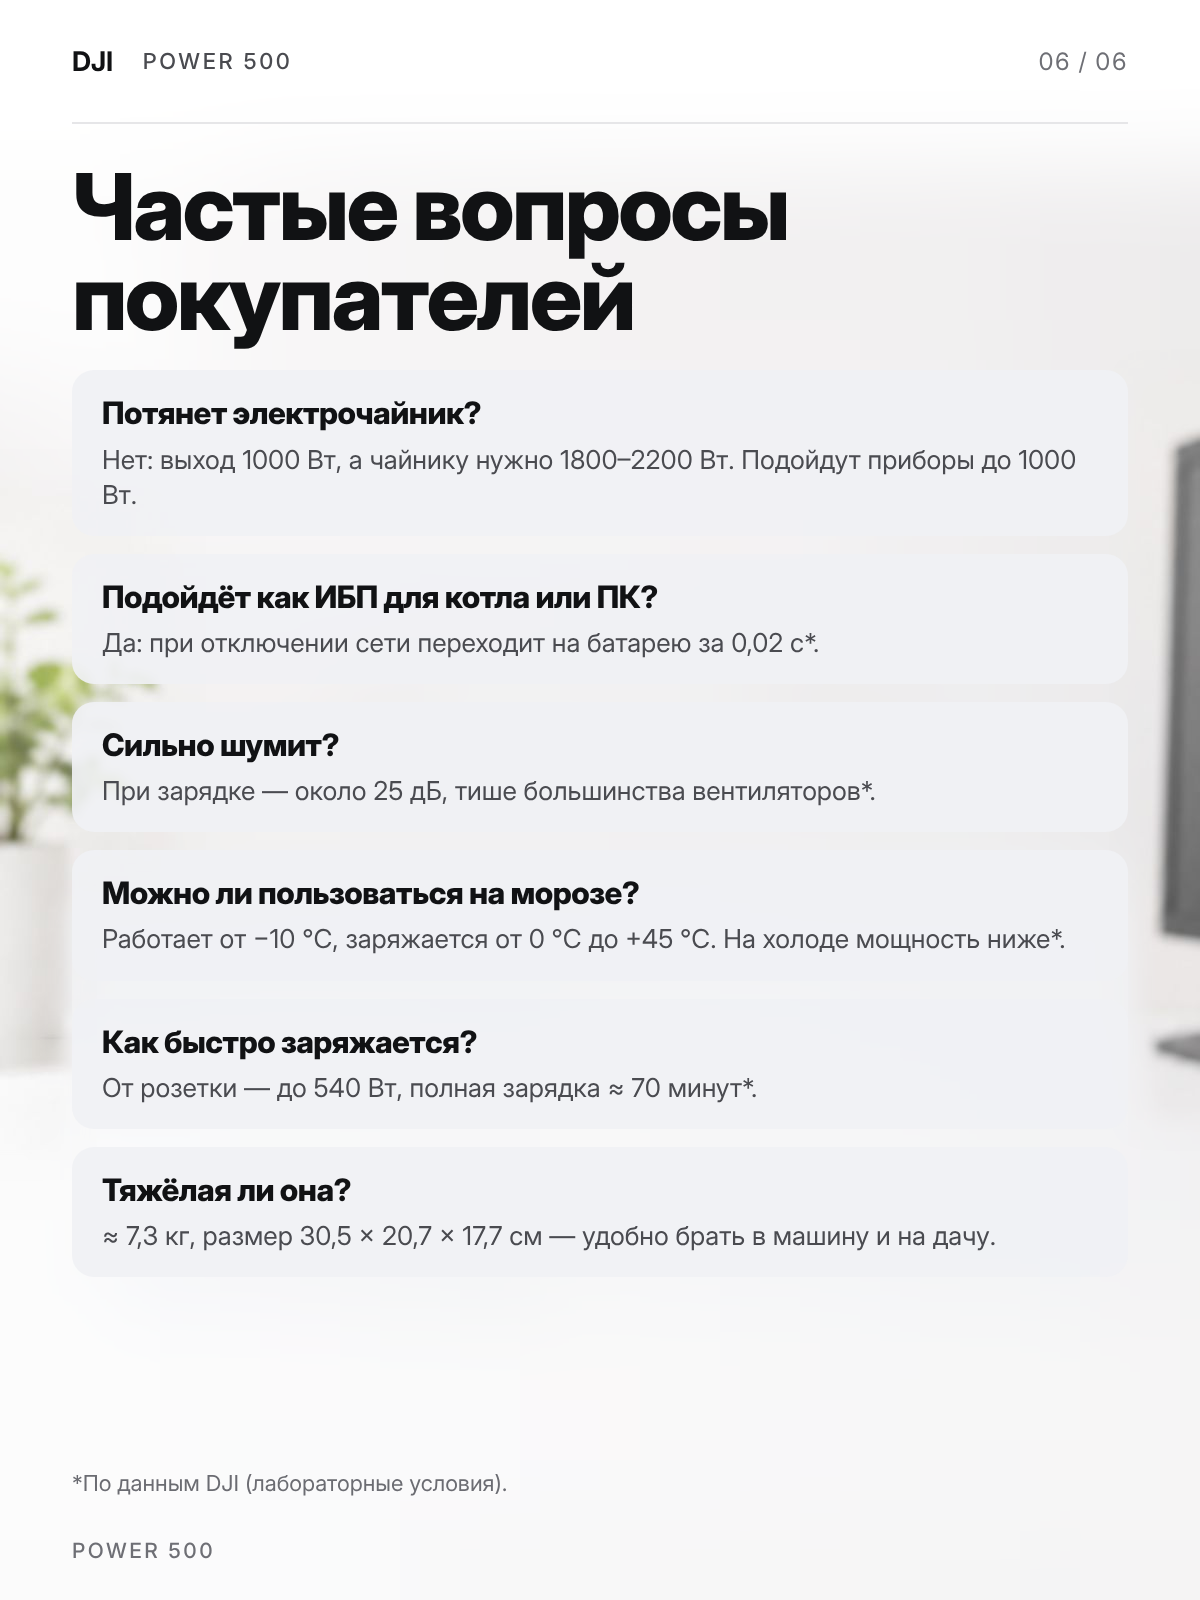 DJI POWER 500 06 / 06
Частые вопросы
покупателей
Потянет электрочайник?
Нет: выход 1000 Вт, а чайнику нужно 1800–2200 Вт. Подойдут приборы до 1000
Вт.
Подойдёт как ИБП для котла или ПК?
Да: при отключении сети переходит на батарею за 0,02 с*.
Сильно шумит?
При зарядке — около 25 дБ, тише большинства вентиляторов*.
Можно ли пользоваться на морозе?
Работает от −10 °C, заряжается от 0 °C до +45 °C. На холоде мощность ниже*.
Как быстро заряжается?
От розетки — до 540 Вт, полная зарядка ≈ 70 минут*.
Тяжёлая ли она?
≈ 7,3 кг, размер 30,5 × 20,7 × 17,7 см — удобно брать в машину и на дачу.
*По данным DJI (лабораторные условия).
POWER 500